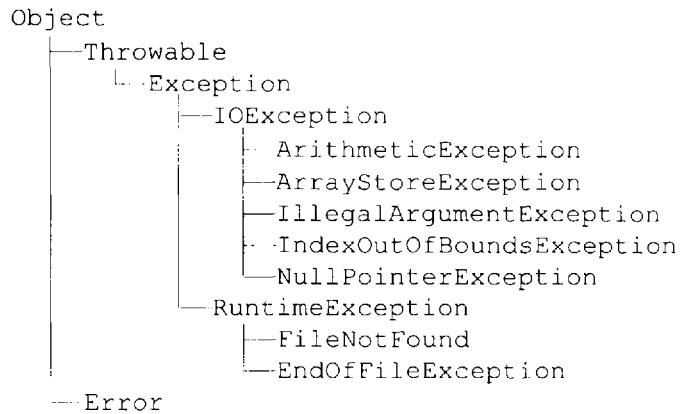 Object
Throwable
Exception
IOException
ArithmeticException
ArrayStoreException
IllegalArgumentException
IndexOutOfBoundsException
NullPointerException
RuntimeException
FileNotFound
EndOfFileException
Error